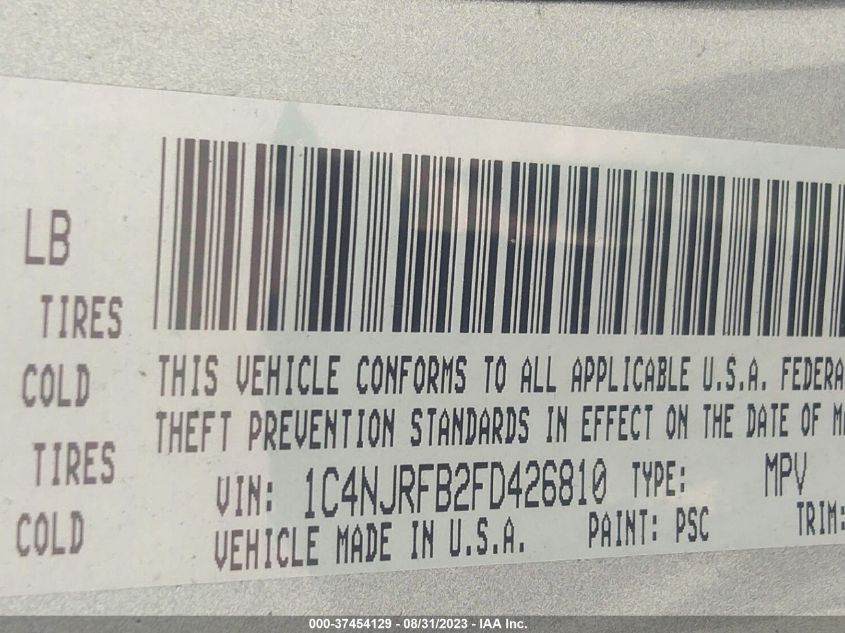 LB
TIRES
COLD
TIRES
COLD
THIS VEHICLE CONFORMS TO ALL APPLICABLE U.S.A. FEDERA
THEFT PREVENTION STANDARDS IN EFFECT ON THE DATE OF MA
VIN: 1C4NJRFB2FD426810 TYPE: MPV
VEHICLE MADE IN U.S.A. PAINT: PSC TRIM:
000-37454129 - 08/31/2023 - IAA Inc.